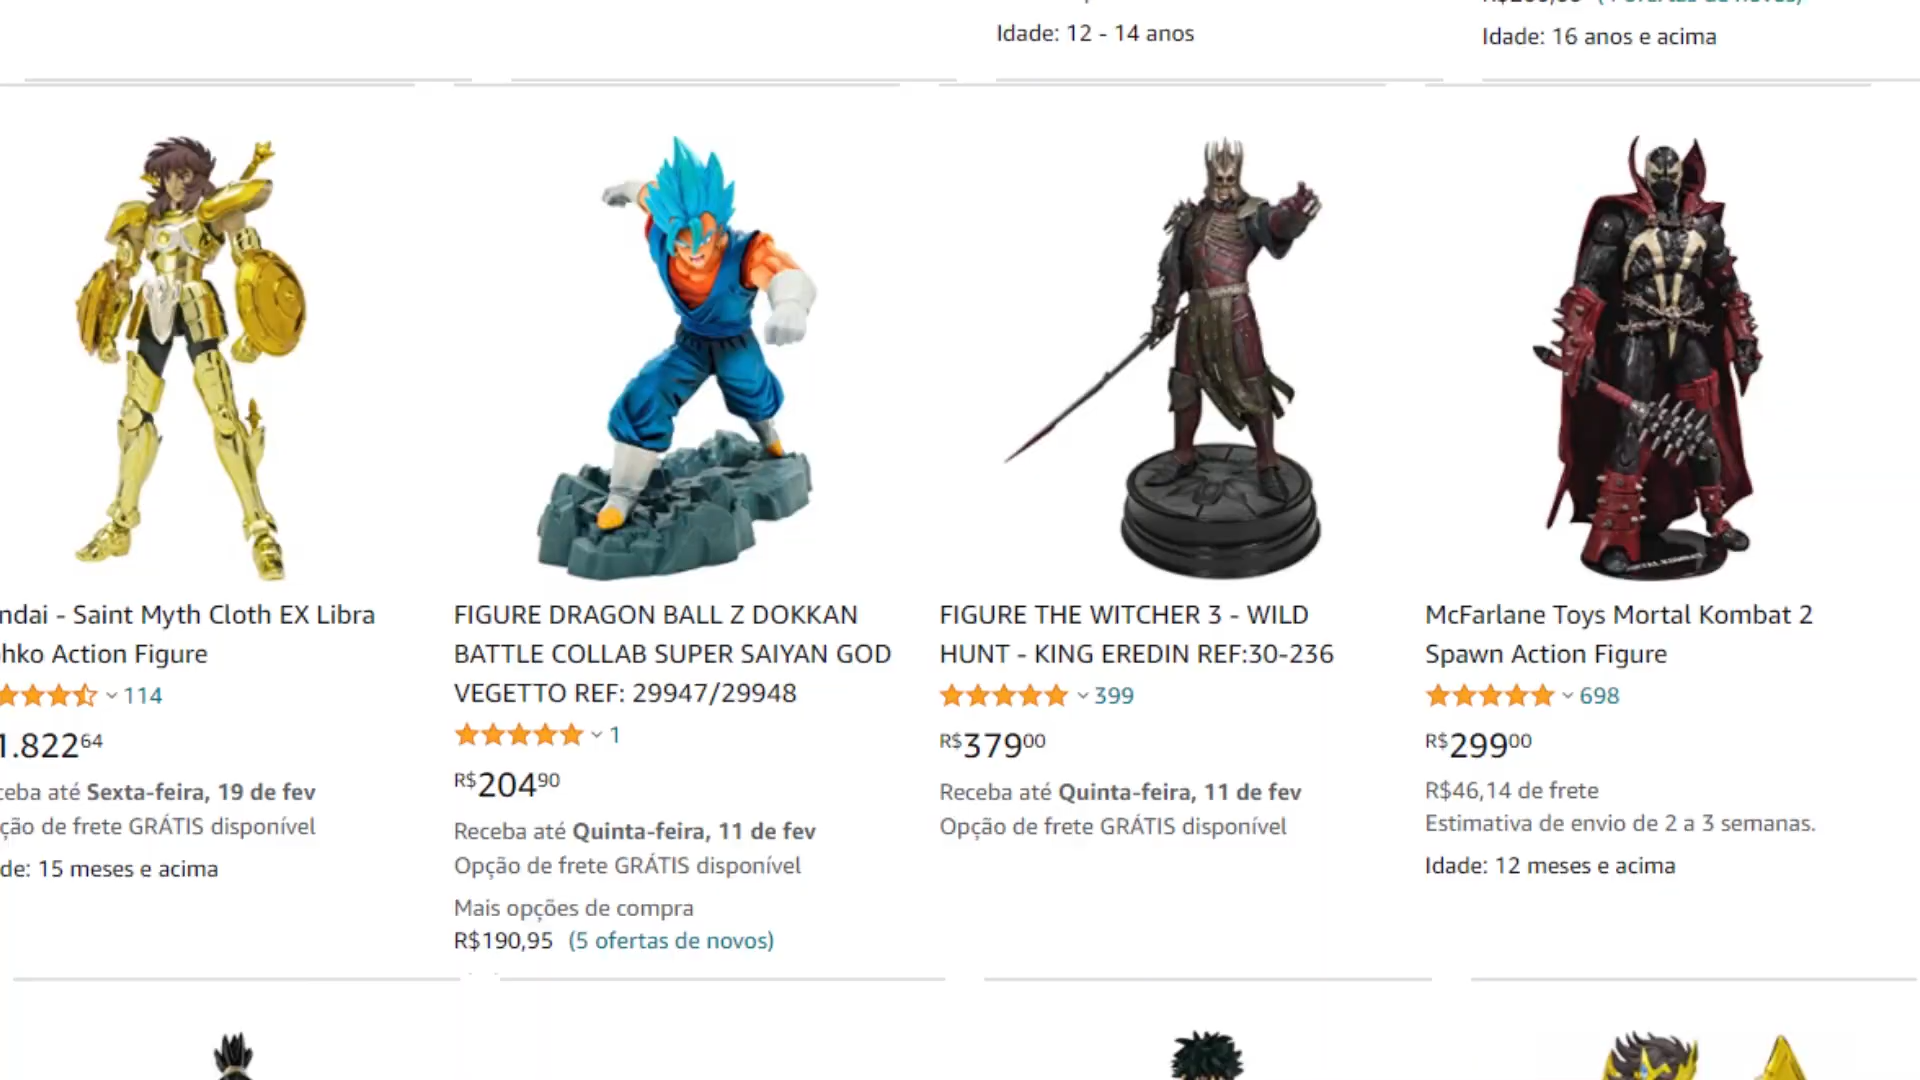 Idade: 12 - 14 anos
Idade: 16 anos e acima
ndai - Saint Myth Cloth EX Libra
hko Action Figure
114
1.82264
ceba até Sexta-feira, 19 de fev
ção de frete GRÁTIS disponível
de: 15 meses e acima
FIGURE DRAGON BALL Z DOKKAN
BATTLE COLLAB SUPER SAIYAN GOD
VEGETTO REF: 29947/29948
1
R$20490
Receba até Quinta-feira, 11 de fev
Opção de frete GRÁTIS disponível
Mais opções de compra
R$190,95 (5 ofertas de novos)
FIGURE THE WITCHER 3 - WILD
HUNT - KING EREDIN REF:30-236
399
R$37900
Receba até Quinta-feira, 11 de fev
Opção de frete GRÁTIS disponível
McFarlane Toys Mortal Kombat 2
Spawn Action Figure
698
R$29900
R$46,14 de frete
Estimativa de envio de 2 a 3 semanas.
Idade: 12 meses e acima